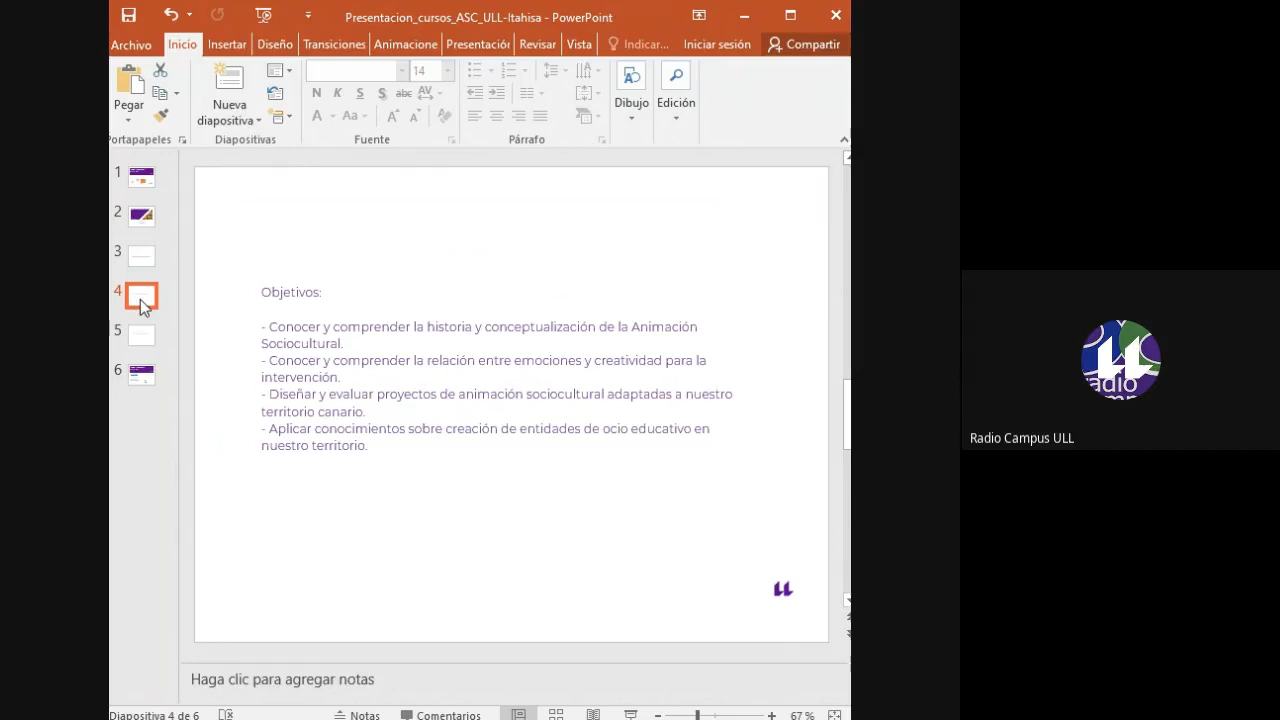 Presentacion_cursos_ASC_ULL-Itahisa - PowerPoint
Archivo Inicio Insertar Diseño Transiciones Animacione Presentación Revisar Vista Indicar... Iniciar sesión Compartir
14
N K S S abc AV
A Aa A A
Pegar
Nueva
diapositiva
Dibujo
Edición
Portapapeles Diapositivas Fuente Párrafo
1
2
3
4
5
6
Objetivos:
- Conocer y comprender la historia y conceptualización de la Animación
Sociocultural.
- Conocer y comprender la relación entre emociones y creatividad para la
intervención.
- Diseñar y evaluar proyectos de animación sociocultural adaptadas a nuestro
territorio canario.
- Aplicar conocimientos sobre creación de entidades de ocio educativo en
nuestro territorio.
Haga clic para agregar notas
Diapositiva 4 de 6 Notas Comentarios 67 %
radio
Radio Campus ULL